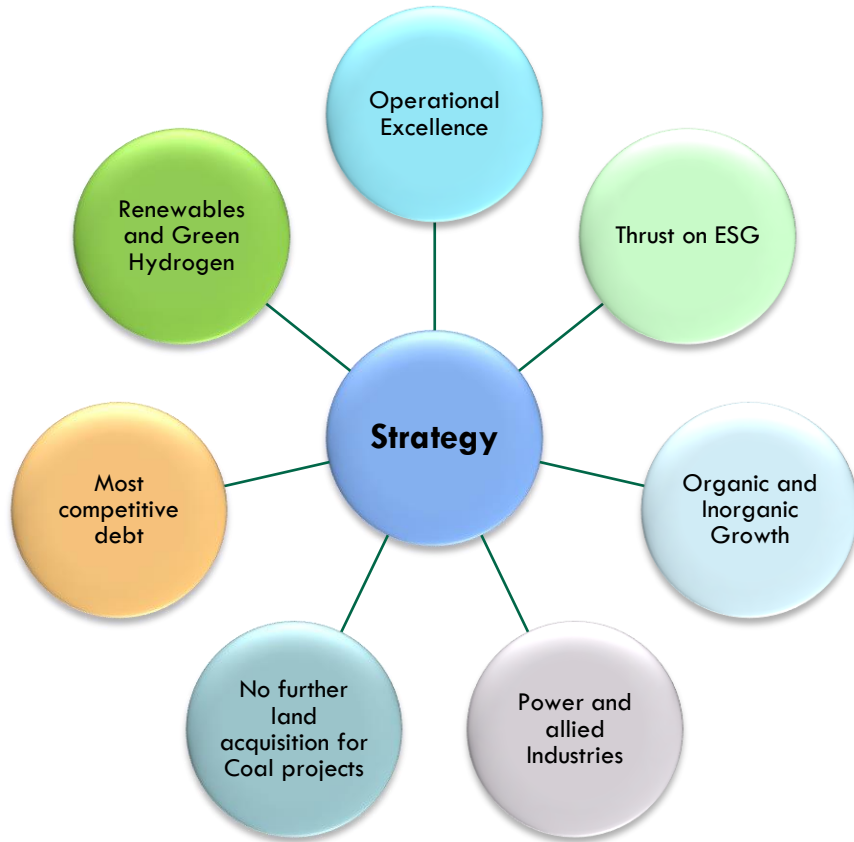 Operational
Excellence
Thrust on ESG
Organic and
Inorganic
Growth
Power and
allied
Industries
No further
land
acquisition for
Coal projects
Most
competitive
debt
Renewables
and Green
Hydrogen
Strategy